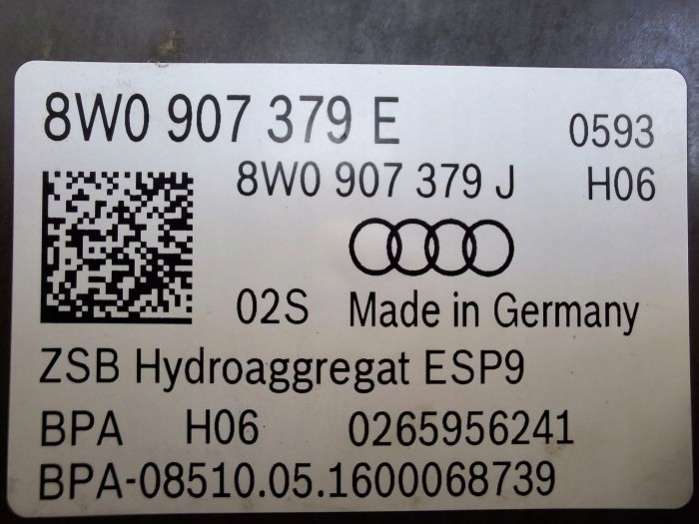 8W0 907 379 E 0593
8W0 907 379 J H06
02S Made in Germany
ZSB Hydroaggregat ESP9
BPA H06 0265956241
BPA-08510.05.1600068739